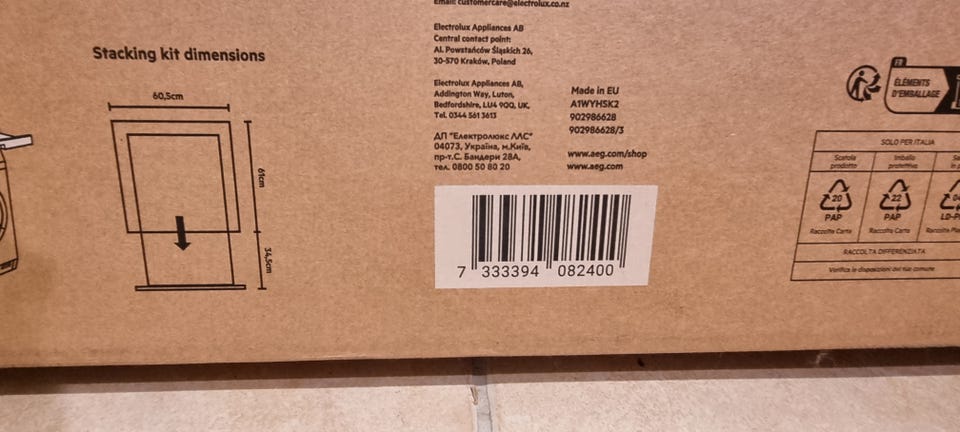 Email: customercare@electrolux.co.nz
Electrolux Appliances AB
Central contact point:
Al. Powstańców Śląskich 26,
30-570 Kraków, Poland
Electrolux Appliances AB,
Addington Way, Luton,
Bedfordshire, LU4 9QQ, UK,
Tel. 0344 561 3613
ДП "Електролюкс ЛЛС"
04073, Україна, м.Київ,
пр-т.С. Бандери 28А,
тел. 0800 50 80 20
Made in EU
A1WYHSK2
902986628
902986628/3
www.aeg.com/shop
www.aeg.com
7 333394 082400
Stacking kit dimensions
60,5cm
61cm
34,5cm
FR
ÉLÉMENTS
D'EMBALLAGE
SOLO PER ITALIA
Scatola
prodotto
Imballo
protettivo
20
PAP
Raccolta Carta
22
PAP
Raccolta Carta
RACCOLTA DIFFERENZIATA
Verifica le disposizioni del tuo comune